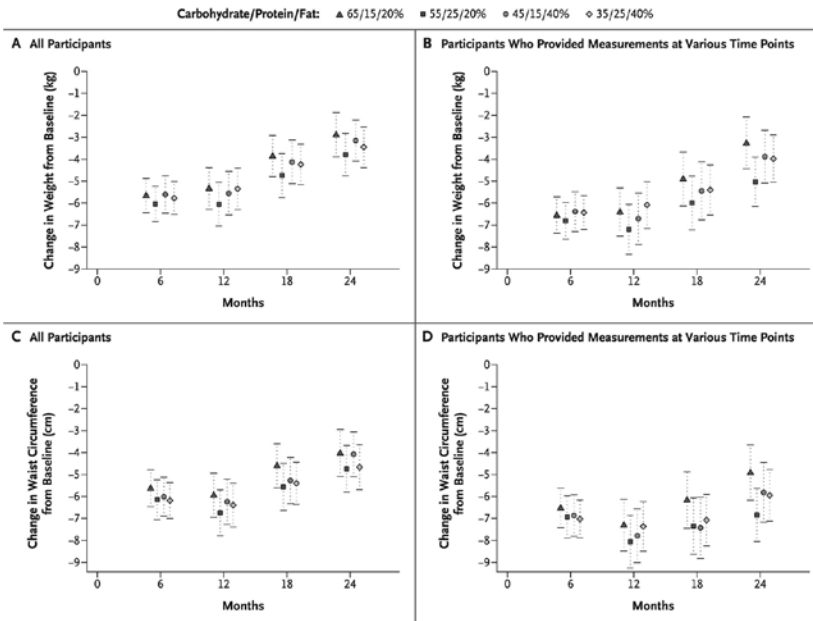 Carbohydrate/Protein/Fat: ▲ 65/15/20% ■ 55/25/20% ● 45/15/40% ◇ 35/25/40%
A All Participants
Change in Weight from Baseline (kg)
0
−1
−2
−3
−4
−5
−6
−7
−8
−9
0 6 12 18 24
Months
B Participants Who Provided Measurements at Various Time Points
Change in Weight from Baseline (kg)
0
−1
−2
−3
−4
−5
−6
−7
−8
−9
0 6 12 18 24
Months
C All Participants
Change in Waist Circumference
from Baseline (cm)
0
−1
−2
−3
−4
−5
−6
−7
−8
−9
0 6 12 18 24
Months
D Participants Who Provided Measurements at Various Time Points
Change in Waist Circumference
from Baseline (cm)
0
−1
−2
−3
−4
−5
−6
−7
−8
−9
0 6 12 18 24
Months